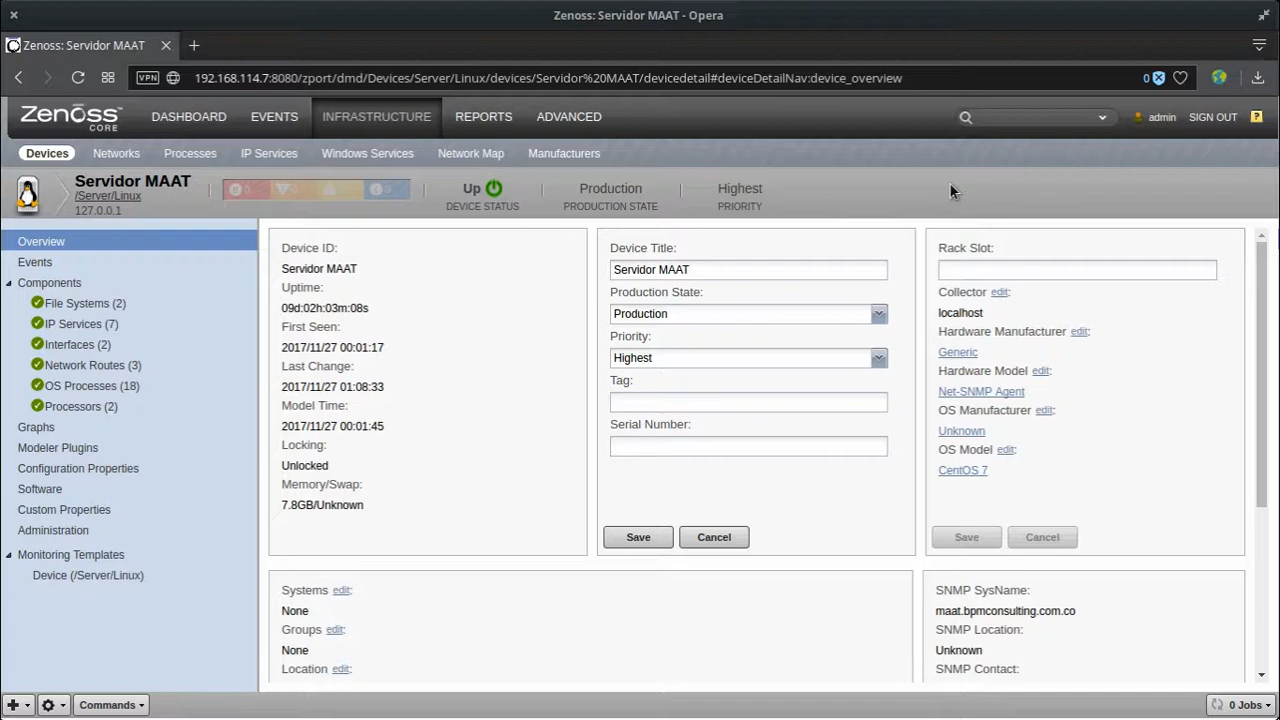 Zenoss: Servidor MAAT - Opera
Zenoss: Servidor MAAT
VPN
192.168.114.7:8080/zport/dmd/Devices/Server/Linux/devices/Servidor%20MAAT/devicedetail#deviceDetailNav:device_overview
0
Zenoss CORE
DASHBOARD
EVENTS
INFRASTRUCTURE
REPORTS
ADVANCED
admin
SIGN OUT
?
Devices
Networks
Processes
IP Services
Windows Services
Network Map
Manufacturers
Servidor MAAT
/Server/Linux
127.0.0.1
Up
DEVICE STATUS
Production
PRODUCTION STATE
Highest
PRIORITY
Overview
Events
Components
File Systems (2)
IP Services (7)
Interfaces (2)
Network Routes (3)
OS Processes (18)
Processors (2)
Graphs
Modeler Plugins
Configuration Properties
Software
Custom Properties
Administration
Monitoring Templates
Device (/Server/Linux)
Device ID:
Servidor MAAT
Uptime:
09d:02h:03m:08s
First Seen:
2017/11/27 00:01:17
Last Change:
2017/11/27 01:08:33
Model Time:
2017/11/27 00:01:45
Locking:
Unlocked
Memory/Swap:
7.8GB/Unknown
Device Title:
Servidor MAAT
Production State:
Production
Priority:
Highest
Tag:
Serial Number:
Save
Cancel
Rack Slot:
Collector edit:
localhost
Hardware Manufacturer edit:
Generic
Hardware Model edit:
Net-SNMP Agent
OS Manufacturer edit:
Unknown
OS Model edit:
CentOS 7
Save
Cancel
Systems edit:
None
Groups edit:
None
Location edit:
SNMP SysName:
maat.bpmconsulting.com.co
SNMP Location:
Unknown
SNMP Contact:
Commands
0 Jobs